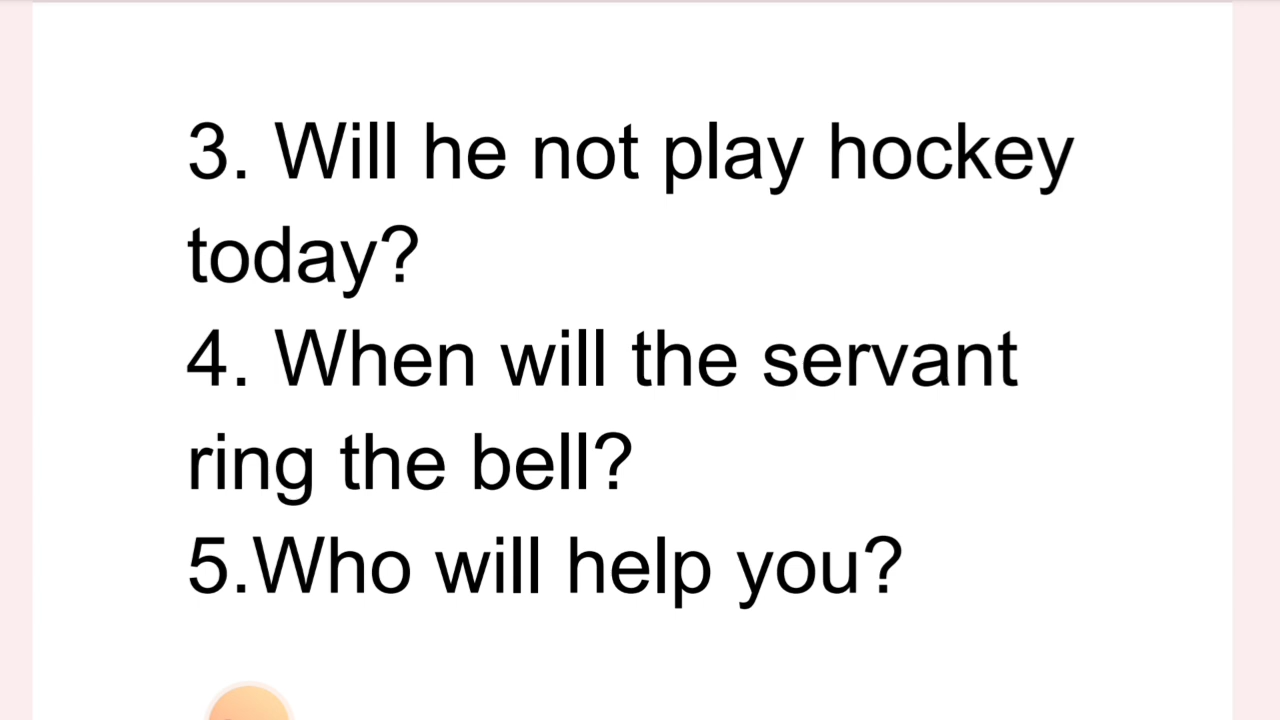 3. Will he not play hockey
today?
4. When will the servant
ring the bell?
5.Who will help you?